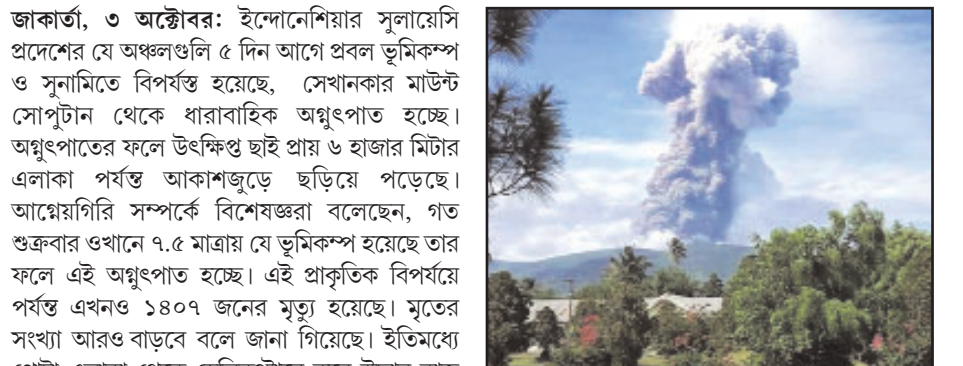 জাকার্তা, ৩ অক্টোবর: ইন্দোনেশিয়ার সুলায়েসি
প্রদেশের যে অঞ্চলগুলি ৫ দিন আগে প্রবল ভূমিকম্প
ও সুনামিতে বিপর্যস্ত হয়েছে, সেখানকার মাউন্ট
সোপুটান থেকে ধারাবাহিক অগ্নুৎপাত হচ্ছে।
অগ্নুৎপাতের ফলে উৎক্ষিপ্ত ছাই প্রায় ৬ হাজার মিটার
এলাকা পর্যন্ত আকাশজুড়ে ছড়িয়ে পড়েছে।
আগ্নেয়গিরি সম্পর্কে বিশেষজ্ঞরা বলেছেন, গত
শুক্রবার ওখানে ৭.৫ মাত্রায় যে ভূমিকম্প হয়েছে তার
ফলে এই অগ্নুৎপাত হচ্ছে। এই প্রাকৃতিক বিপর্যয়ে
পর্যন্ত এখনও ১৪০৭ জনের মৃত্যু হয়েছে। মৃতের
সংখ্যা আরও বাড়বে বলে জানা গিয়েছে। ইতিমধ্যে